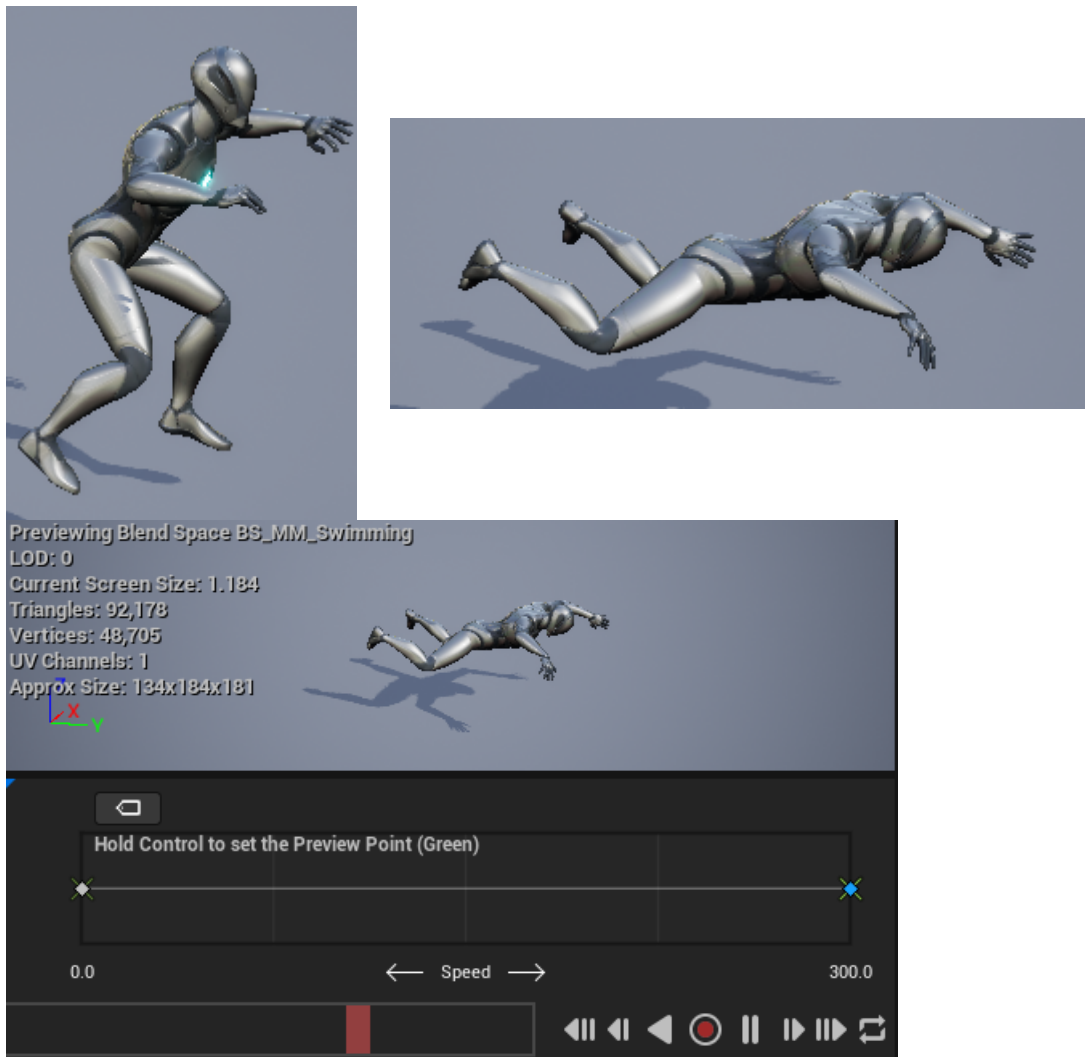 Previewing Blend Space BS_MM_Swimming
LOD: 0
Current Screen Size: 1.184
Triangles: 92,178
Vertices: 48,705
UV Channels: 1
Approx Size: 134x184x181
Z
X
Y
Hold Control to set the Preview Point (Green)
0.0
Speed
300.0